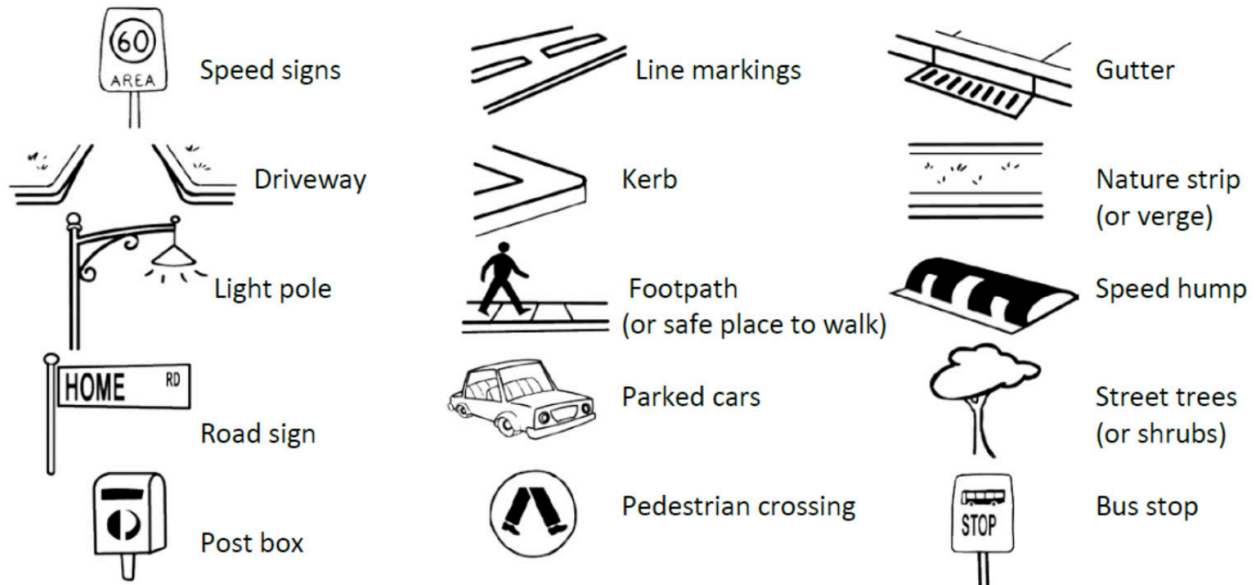 60
AREA
Speed signs
Line markings
Gutter
Driveway
Kerb
Nature strip
(or verge)
Light pole
Footpath
(or safe place to walk)
Speed hump
HOME RD
Road sign
Parked cars
Street trees
(or shrubs)
Post box
Pedestrian crossing
STOP
Bus stop